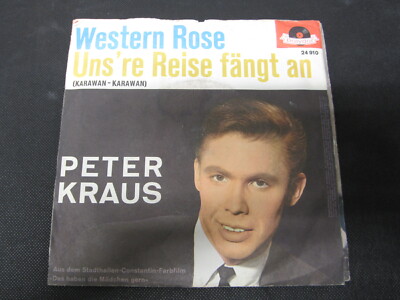 Western Rose
Uns're Reise fängt an
(KARAWAN-KARAWAN)
24 910
PETER
KRAUS
Aus dem Stadthallen-Constantin-Farbfilm
Das haben die Mädchen gern